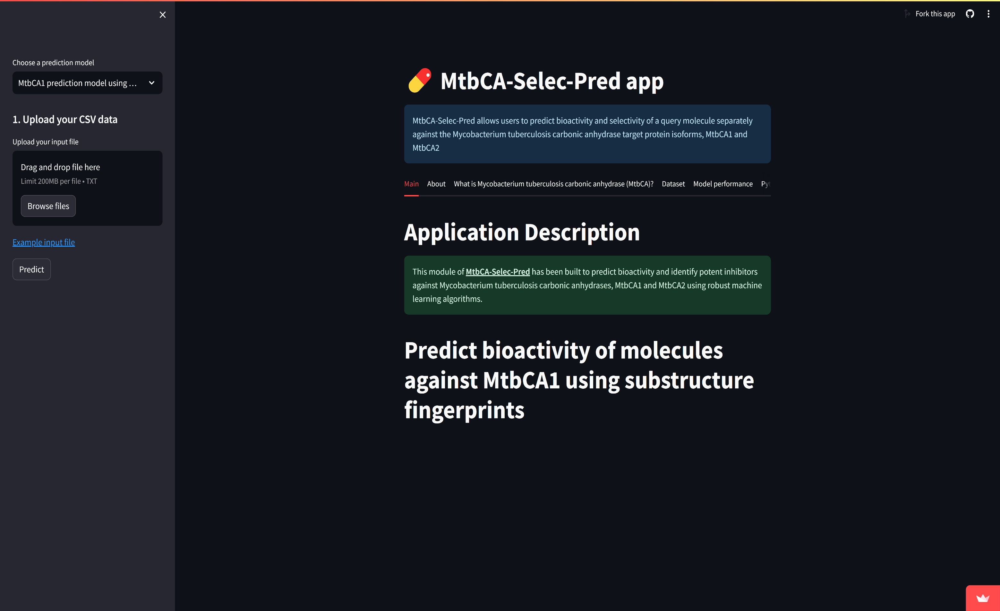 Fork this app
Choose a prediction model
MtbCA1 prediction model using ...
1. Upload your CSV data
Upload your input file
Drag and drop file here
Limit 200MB per file • TXT
Browse files
Example input file
Predict
MtbCA-Selec-Pred app
MtbCA-Selec-Pred allows users to predict bioactivity and selectivity of a query molecule separately
against the Mycobacterium tuberculosis carbonic anhydrase target protein isoforms, MtbCA1 and
MtbCA2
Main About What is Mycobacterium tuberculosis carbonic anhydrase (MtbCA)? Dataset Model performance
Application Description
This module of MtbCA-Selec-Pred has been built to predict bioactivity and identify potent inhibitors
against Mycobacterium tuberculosis carbonic anhydrases, MtbCA1 and MtbCA2 using robust machine
learning algorithms.
Predict bioactivity of molecules
against MtbCA1 using substructure
fingerprints